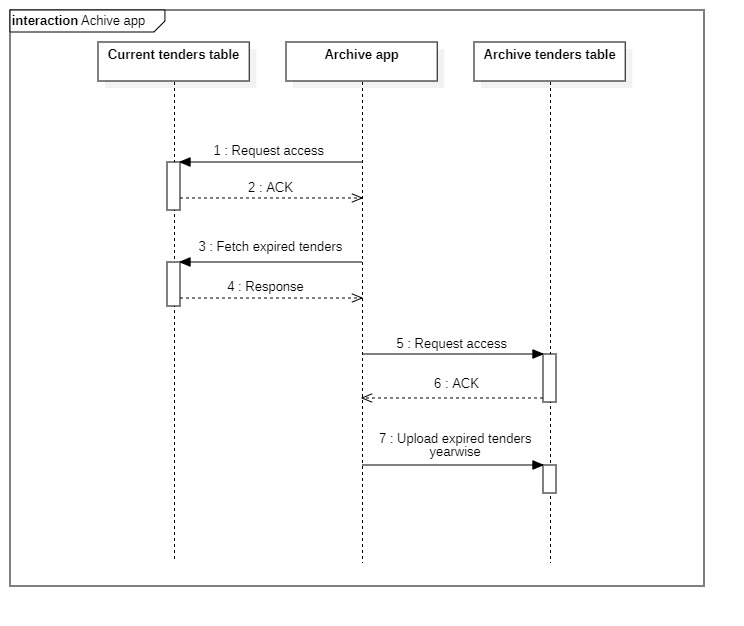 interaction Achive app
Current tenders table
Archive app
Archive tenders table
1 : Request access
2 : ACK
3 : Fetch expired tenders
4 : Response
5 : Request access
6 : ACK
7 : Upload expired tenders
yearwise